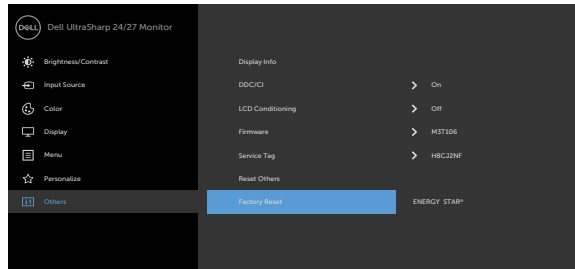 DELL Dell UltraSharp 24/27 Monitor
Brightness/Contrast
Display Info
Input Source
DDC/CI On
Color
LCD Conditioning Off
Display
Firmware M3T106
Menu
Service Tag H8CJ2NF
Personalize
Reset Others
Others
Factory Reset ENERGY STAR®